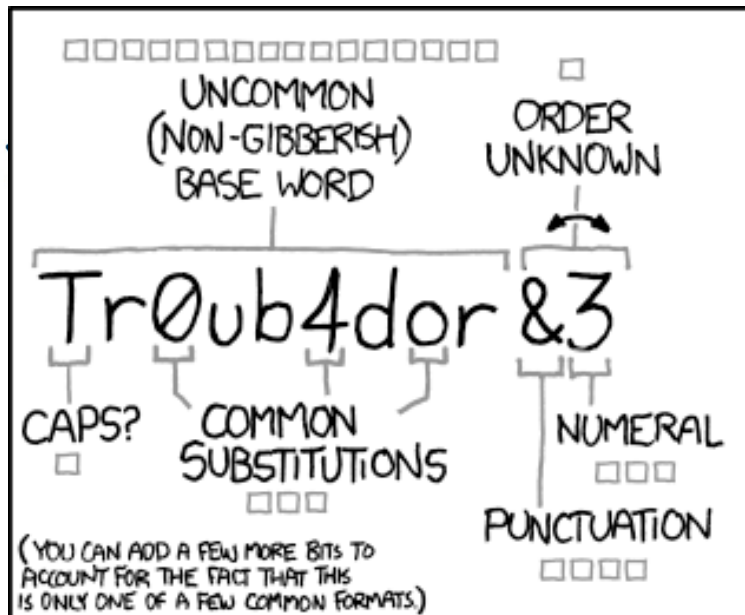 UNCOMMON
(NON-GIBBERISH)
BASE WORD
ORDER
UNKNOWN
Tr0ub4dor &3
CAPS?
COMMON
SUBSTITUTIONS
NUMERAL
PUNCTUATION
(YOU CAN ADD A FEW MORE BITS TO
ACCOUNT FOR THE FACT THAT THIS
IS ONLY ONE OF A FEW COMMON FORMATS.)